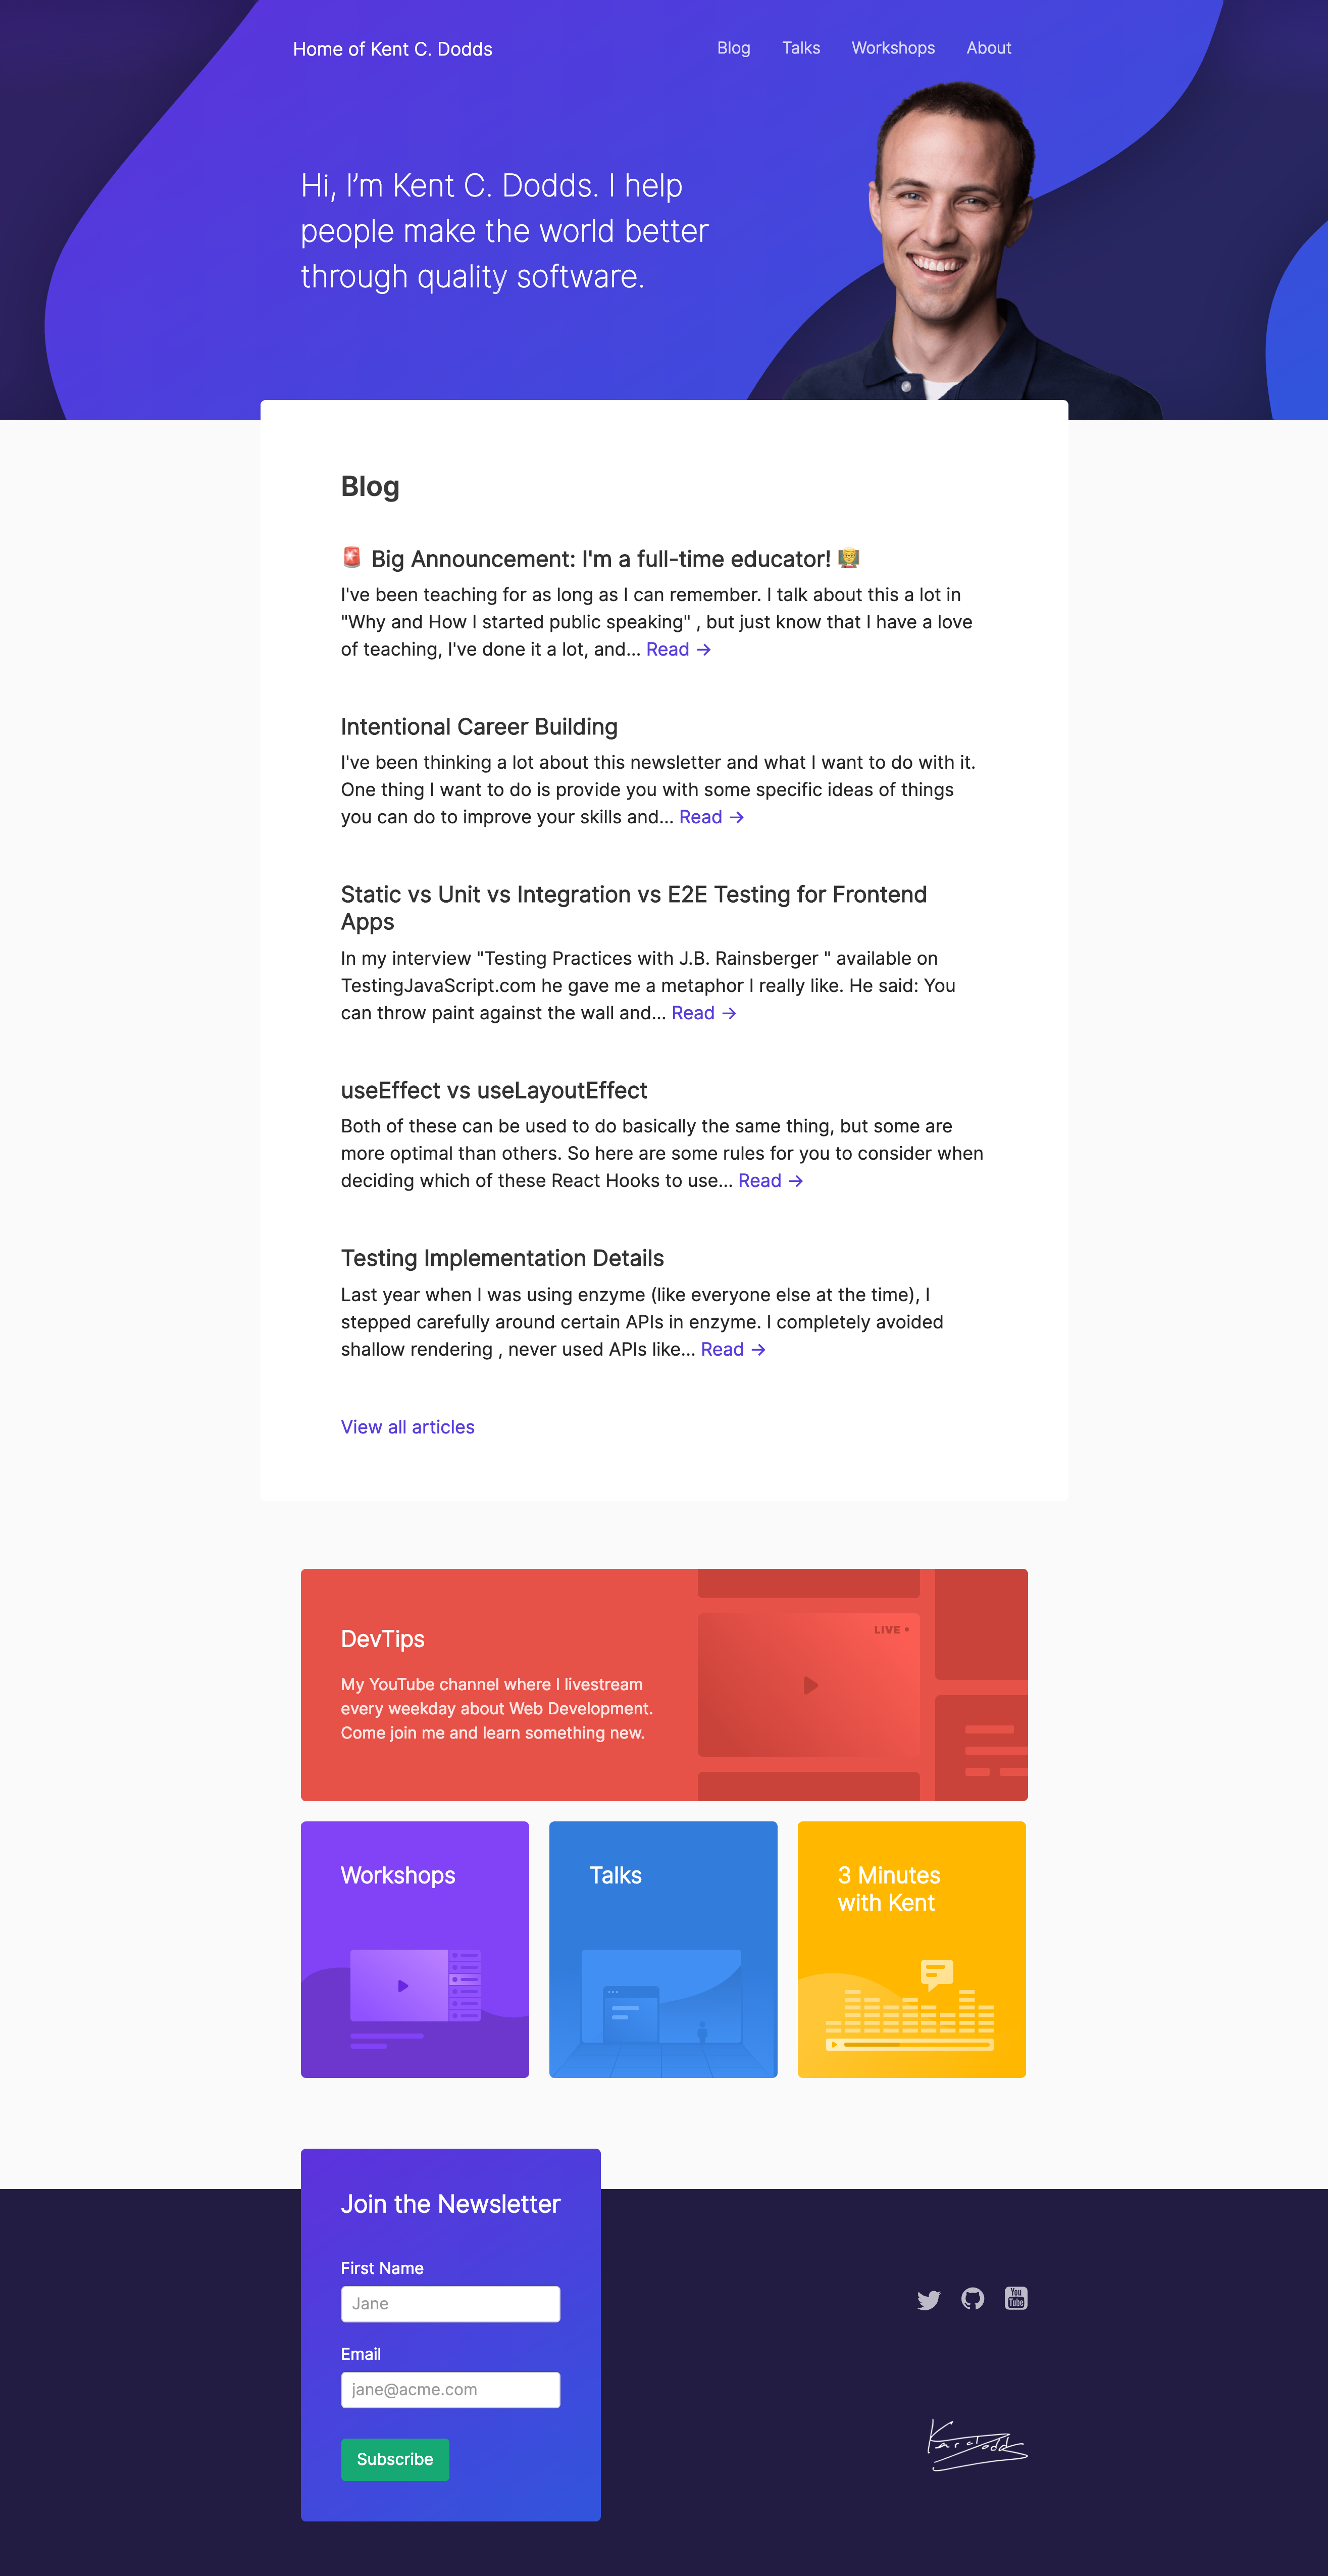 Home of Kent C. Dodds
Blog Talks Workshops About
Hi, I’m Kent C. Dodds. I help
people make the world better
through quality software.
Blog
🚨 Big Announcement: I'm a full-time educator! 👨‍🏫
I've been teaching for as long as I can remember. I talk about this a lot in
"Why and How I started public speaking" , but just know that I have a love
of teaching, I've done it a lot, and… Read →
Intentional Career Building
I've been thinking a lot about this newsletter and what I want to do with it.
One thing I want to do is provide you with some specific ideas of things
you can do to improve your skills and… Read →
Static vs Unit vs Integration vs E2E Testing for Frontend
Apps
In my interview "Testing Practices with J.B. Rainsberger " available on
TestingJavaScript.com he gave me a metaphor I really like. He said: You
can throw paint against the wall and… Read →
useEffect vs useLayoutEffect
Both of these can be used to do basically the same thing, but some are
more optimal than others. So here are some rules for you to consider when
deciding which of these React Hooks to use… Read →
Testing Implementation Details
Last year when I was using enzyme (like everyone else at the time), I
stepped carefully around certain APIs in enzyme. I completely avoided
shallow rendering , never used APIs like… Read →
View all articles
DevTips
My YouTube channel where I livestream
every weekday about Web Development.
Come join me and learn something new.
LIVE •
Workshops
Talks
3 Minutes
with Kent
Join the Newsletter
First Name
Jane
Email
jane@acme.com
Subscribe
You
Tube